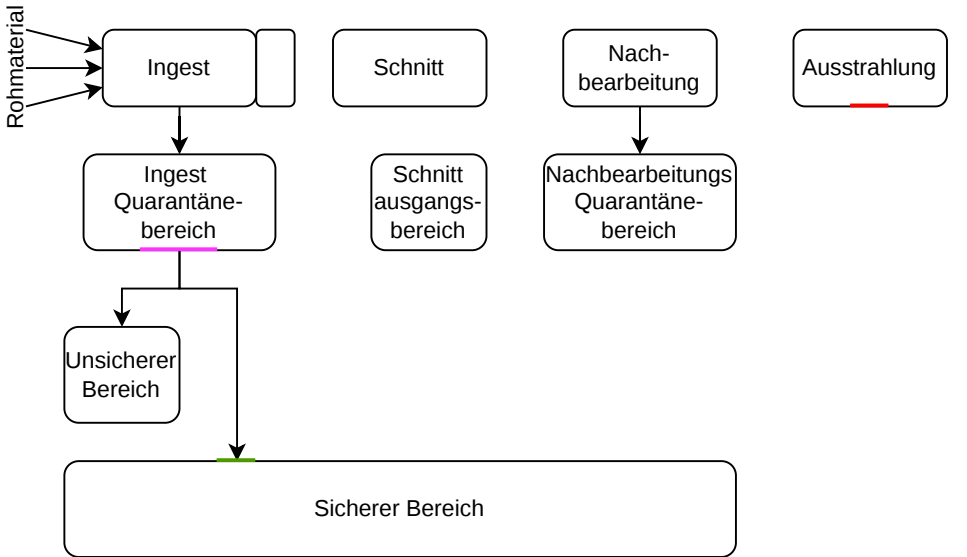 Rohmaterial
Ingest
Schnitt
Nach-
bearbeitung
Ausstrahlung
Ingest
Quarantäne-
bereich
Schnitt
ausgangs-
bereich
Nachbearbeitungs
Quarantäne-
bereich
Unsicherer
Bereich
Sicherer Bereich